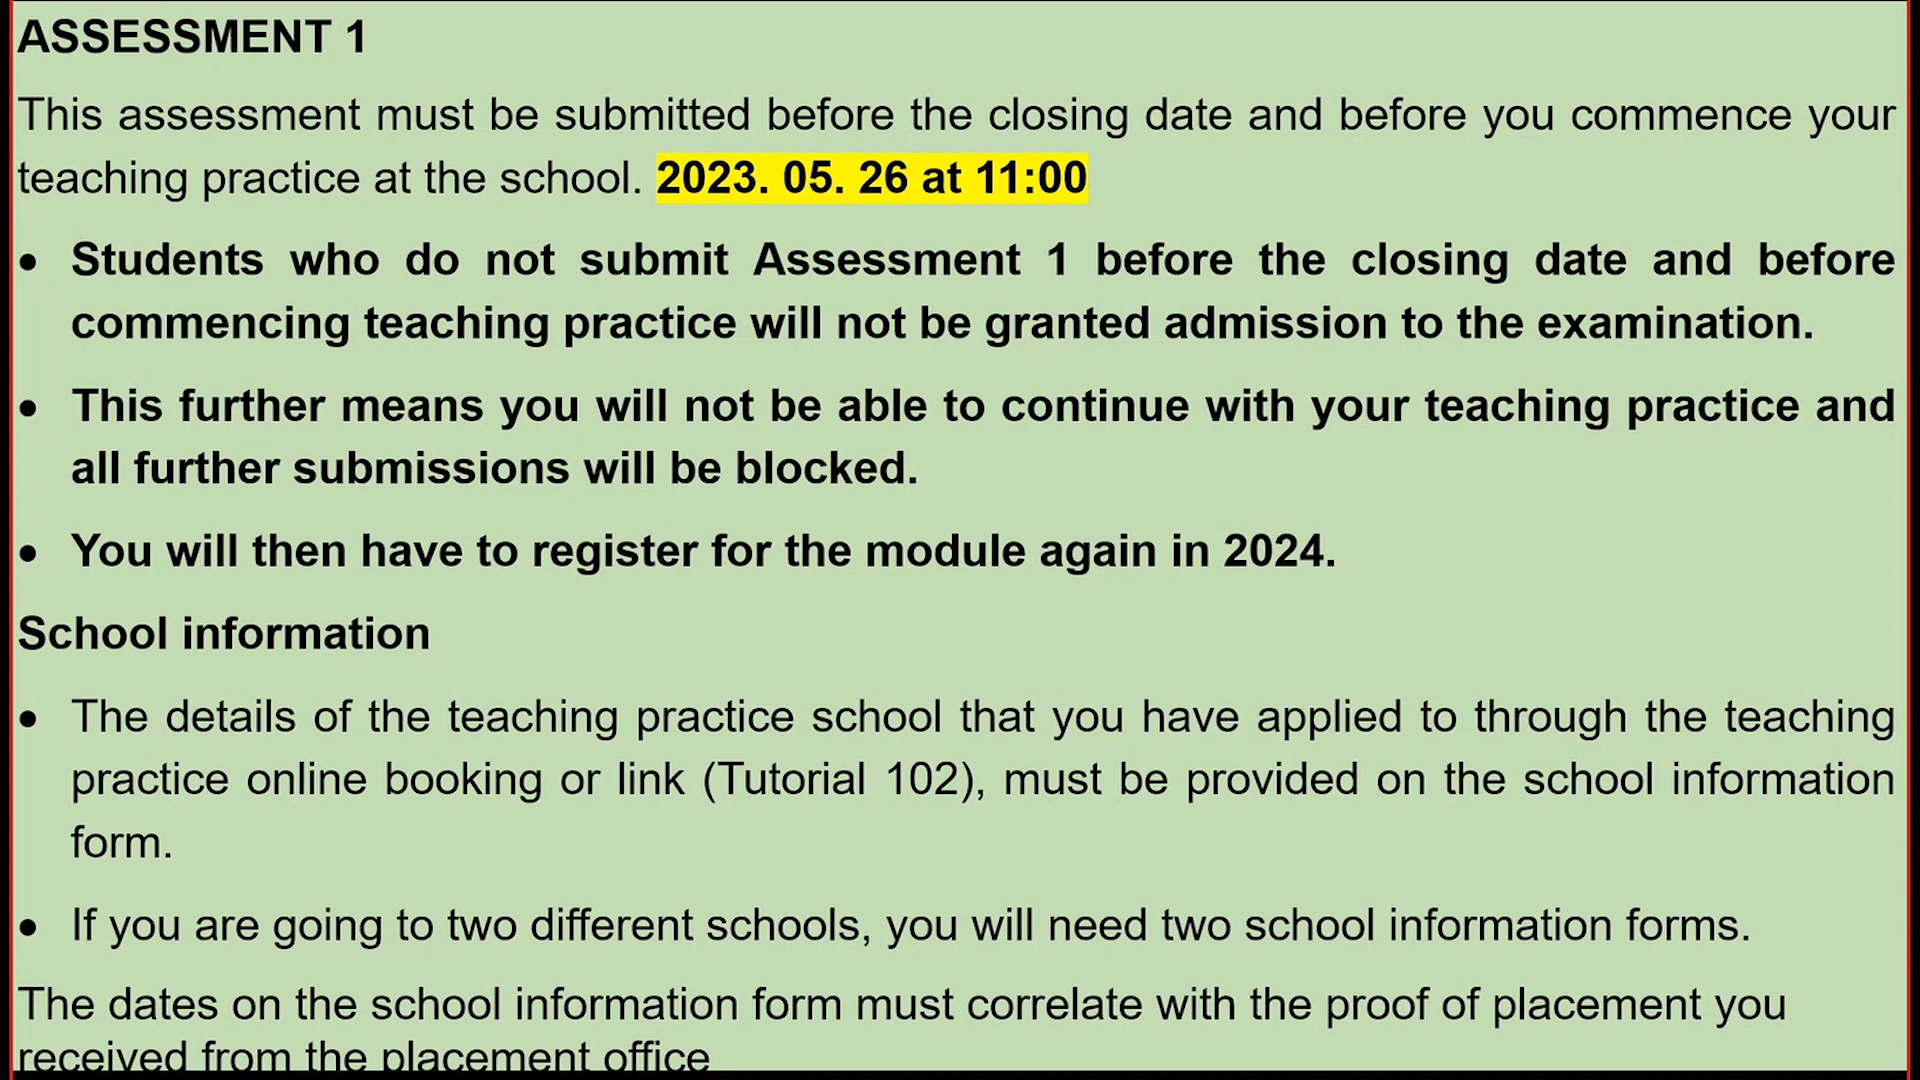 ASSESSMENT 1
This assessment must be submitted before the closing date and before you commence your
teaching practice at the school. 2023. 05. 26 at 11:00
• Students who do not submit Assessment 1 before the closing date and before
commencing teaching practice will not be granted admission to the examination.
• This further means you will not be able to continue with your teaching practice and
all further submissions will be blocked.
• You will then have to register for the module again in 2024.
School information
• The details of the teaching practice school that you have applied to through the teaching
practice online booking or link (Tutorial 102), must be provided on the school information
form.
• If you are going to two different schools, you will need two school information forms.
The dates on the school information form must correlate with the proof of placement you
received from the placement office